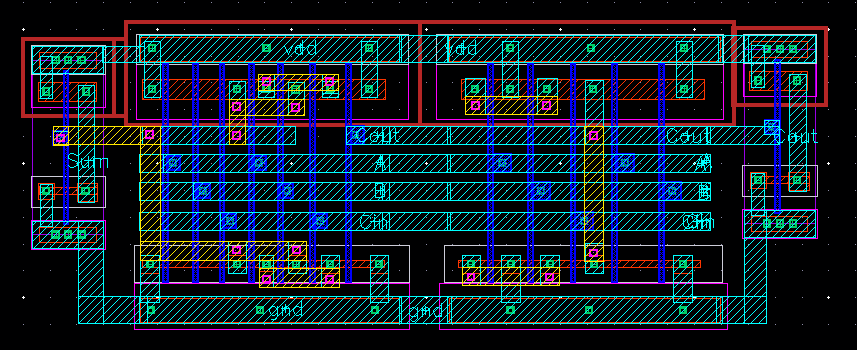 vdd vdd
Cout Cout Cout
Sum A A
B B
Cin Cin
gnd gnd